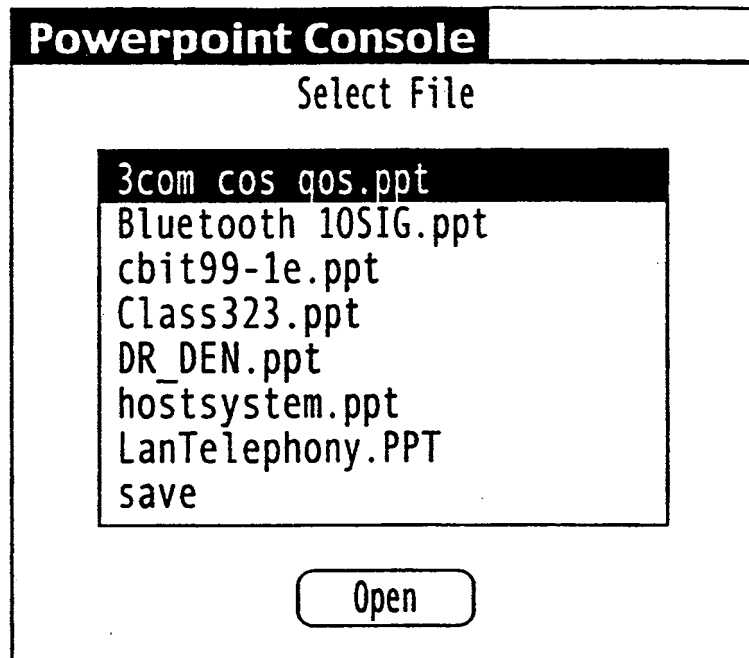 Powerpoint Console
Select File
3com cos qos.ppt
Bluetooth 10SIG.ppt
cbit99-1e.ppt
Class323.ppt
DR_DEN.ppt
hostsystem.ppt
LanTelephony.PPT
save
Open